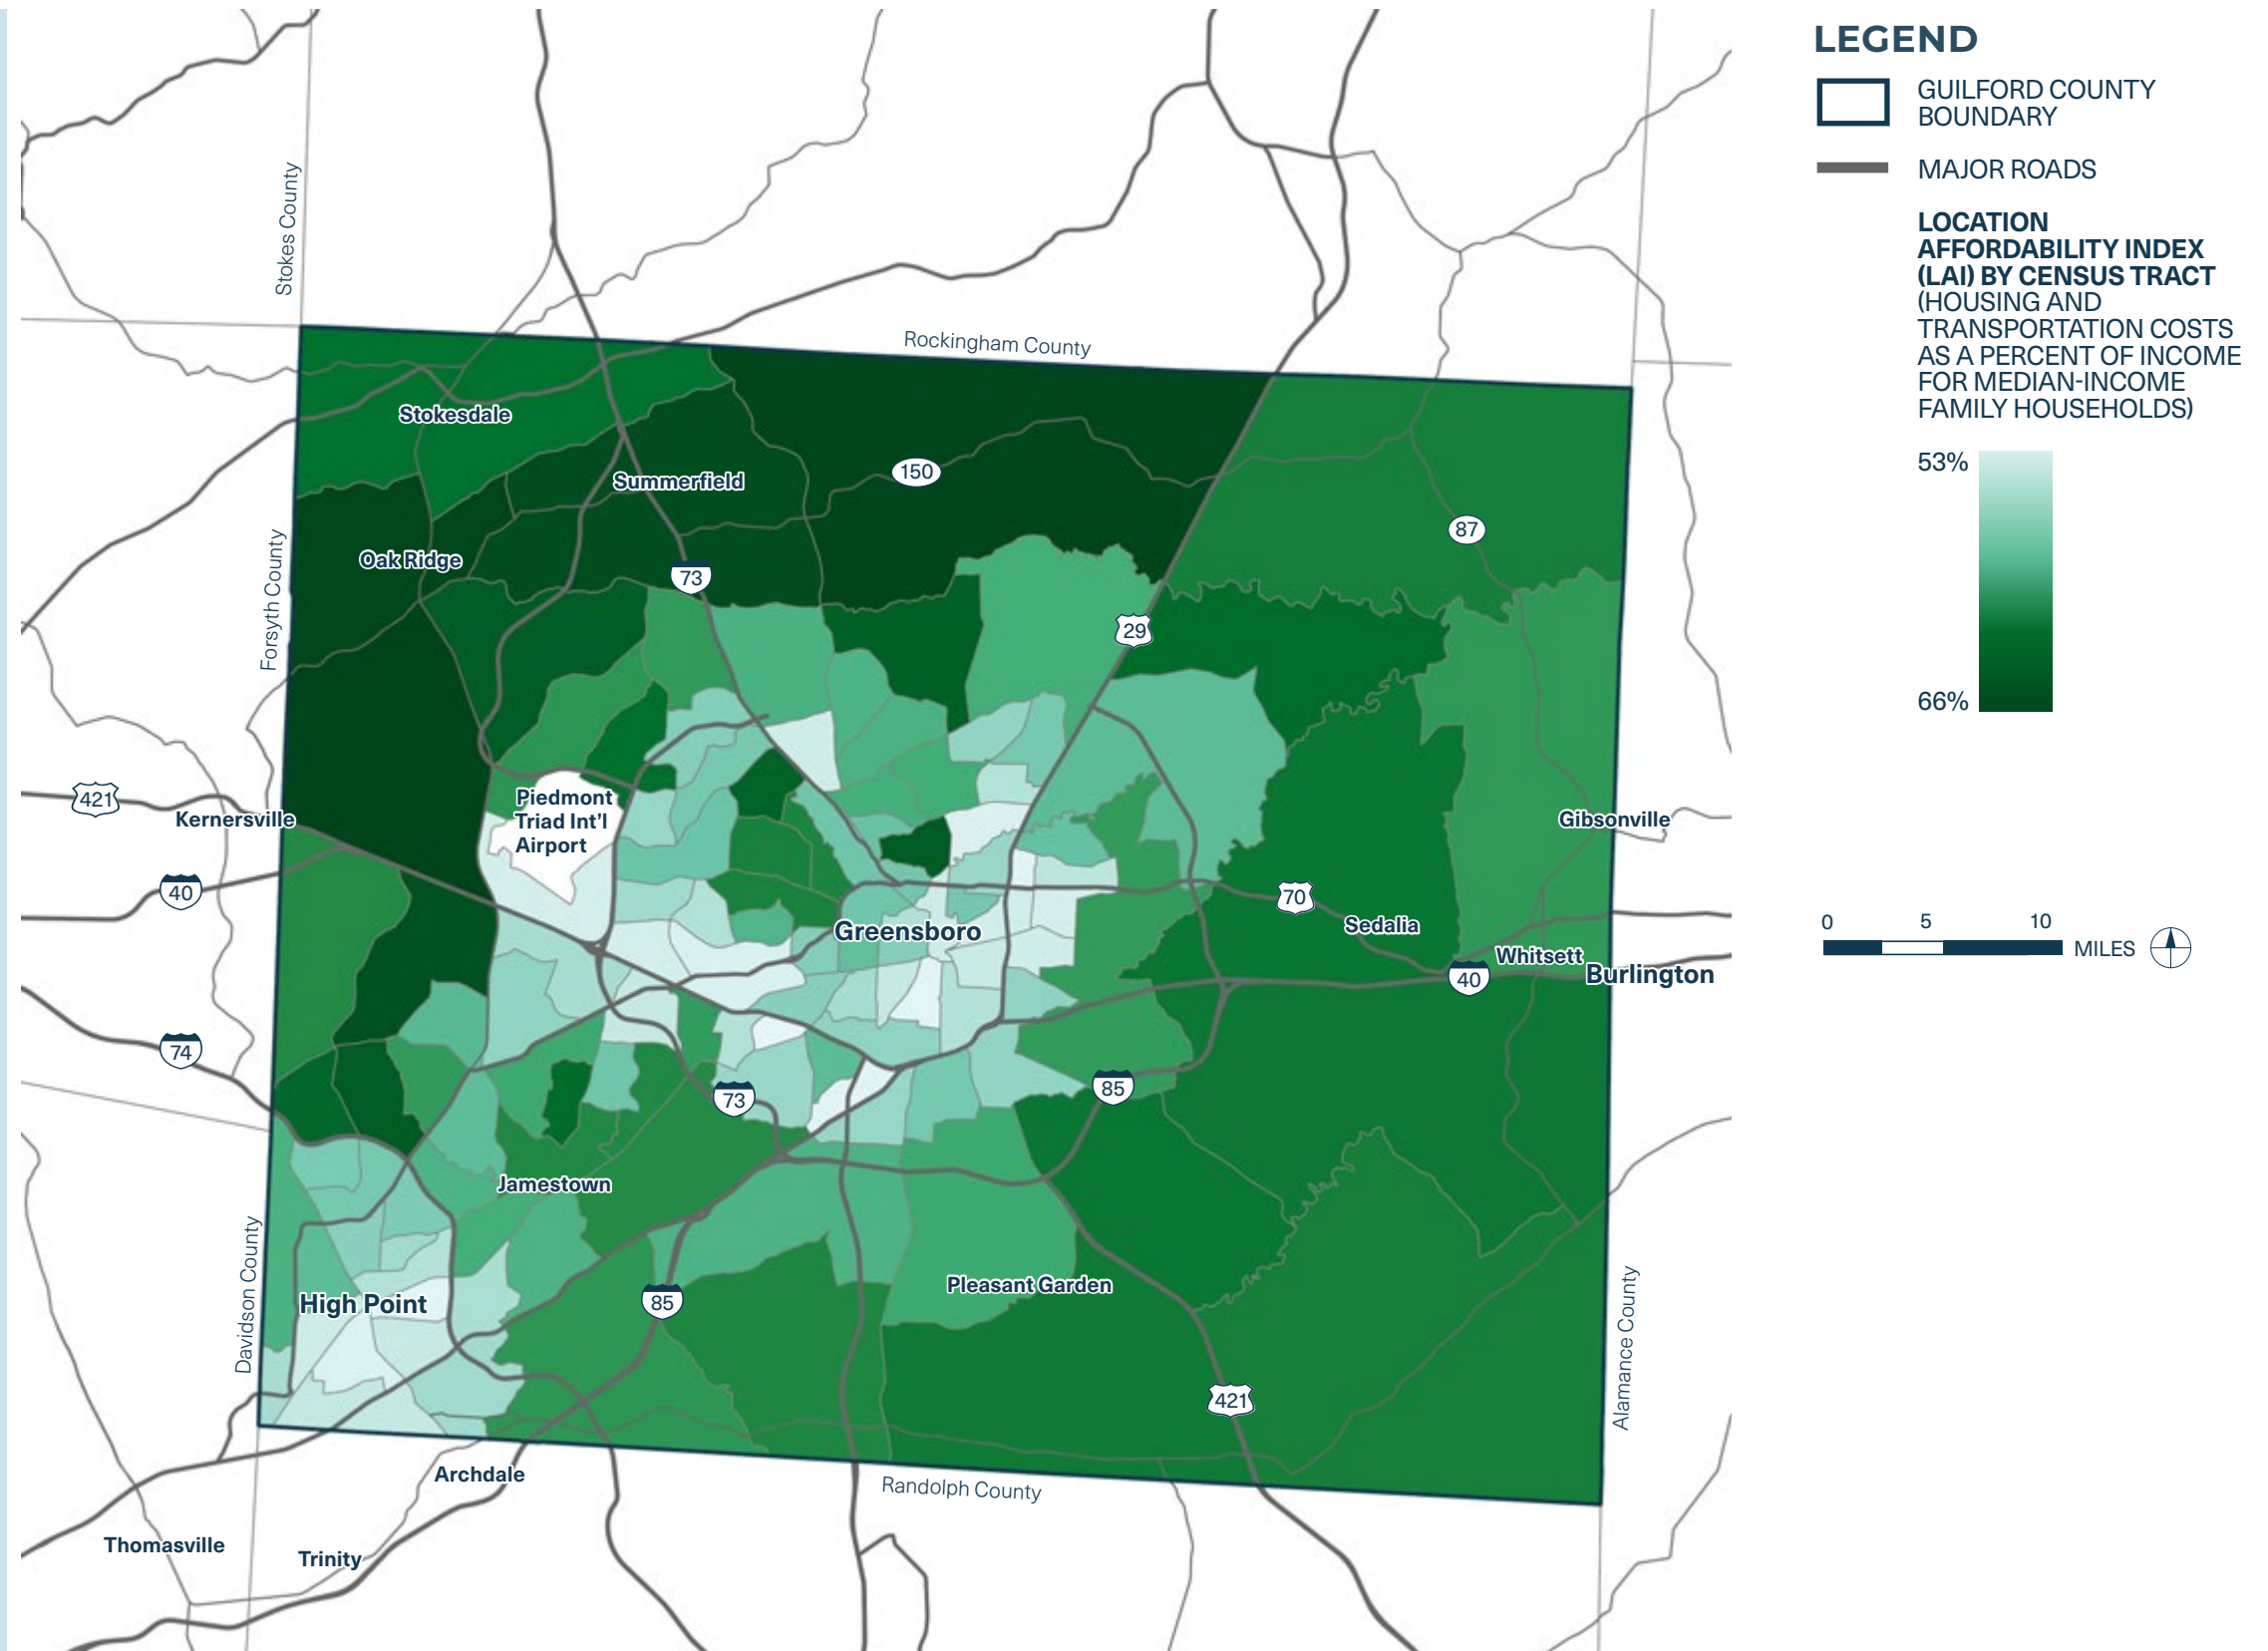 LEGEND
GUILFORD COUNTY
BOUNDARY
MAJOR ROADS
LOCATION
AFFORDABILITY INDEX
(LAI) BY CENSUS TRACT
(HOUSING AND
TRANSPORTATION COSTS
AS A PERCENT OF INCOME
FOR MEDIAN-INCOME
FAMILY HOUSEHOLDS)
53%
66%
0 5 10
MILES
Stokes County
Rockingham County
Stokesdale
150
Summerfield
87
Forsyth County
Oak Ridge
73
29
421
Piedmont
Triad Int'l
Airport
Kernersville
Gibsonville
40
70
Greensboro
Sedalia
Whitsett
40
Burlington
74
73
85
Jamestown
Davidson County
High Point
85
Pleasant Garden
Alamance County
421
Archdale
Randolph County
Thomasville
Trinity